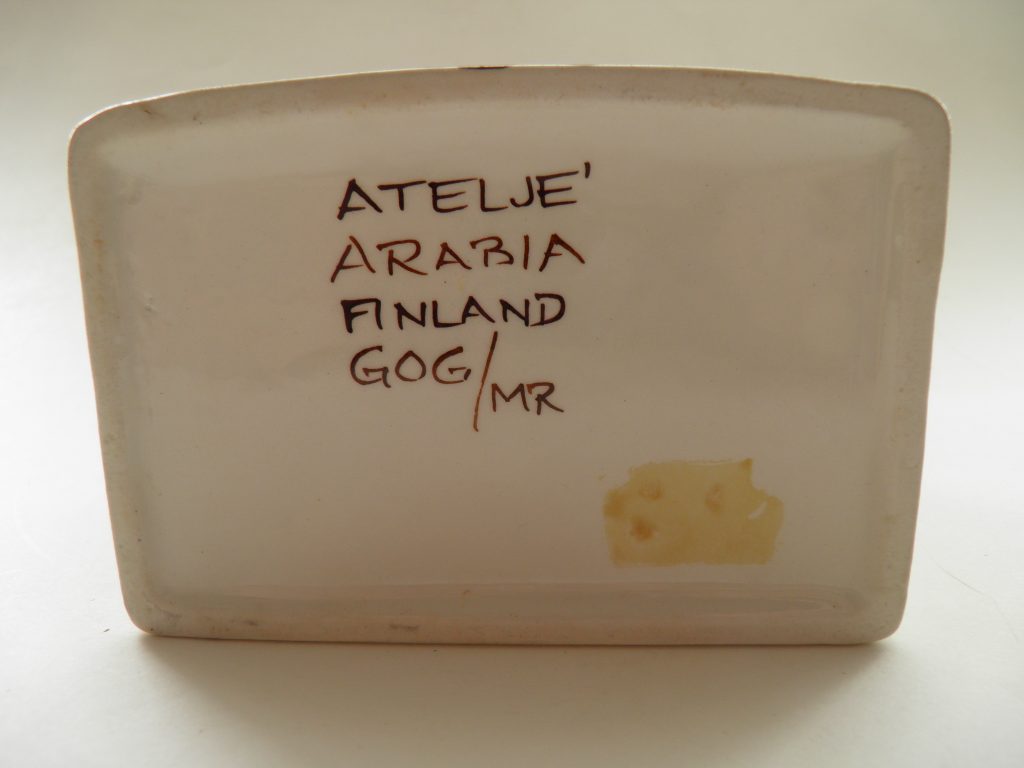 ATELJE'
ARABIA
FINLAND
GOG/MR